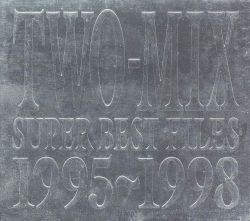 TWO-MIX
SUPER BEST FILES
1995~1998